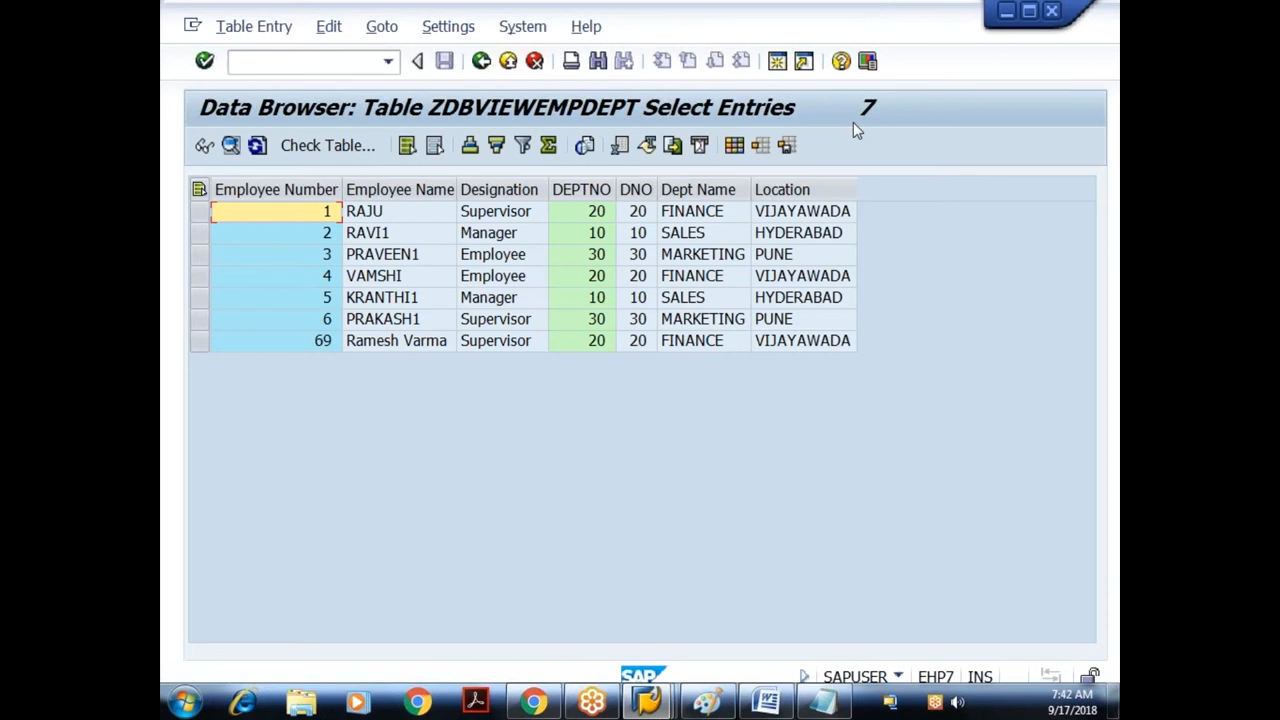 Table Entry Edit Goto Settings System Help
Data Browser: Table ZDBVIEWEMPDEPT Select Entries 7
Check Table...
Employee Number Employee Name Designation DEPTNO DNO Dept Name Location
1 RAJU Supervisor 20 20 FINANCE VIJAYAWADA
2 RAVI1 Manager 10 10 SALES HYDERABAD
3 PRAVEEN1 Employee 30 30 MARKETING PUNE
4 VAMSHI Employee 20 20 FINANCE VIJAYAWADA
5 KRANTHI1 Manager 10 10 SALES HYDERABAD
6 PRAKASH1 Supervisor 30 30 MARKETING PUNE
69 Ramesh Varma Supervisor 20 20 FINANCE VIJAYAWADA
SAP SAPUSER EHP7 INS
7:42 AM
9/17/2018